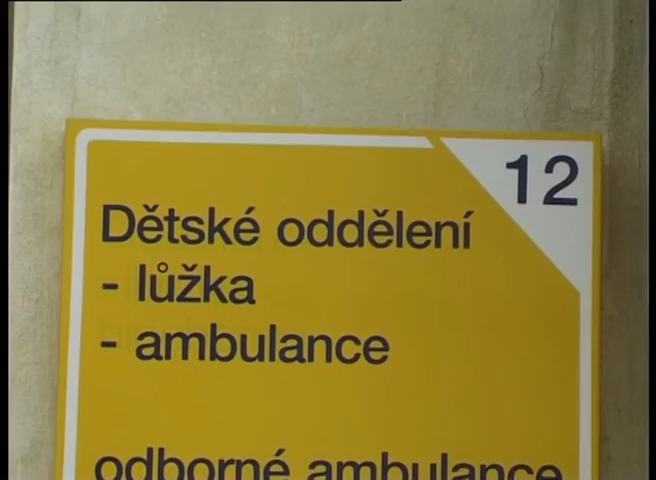 12
Dětské oddělení
- lůžka
- ambulance
odborné ambulance